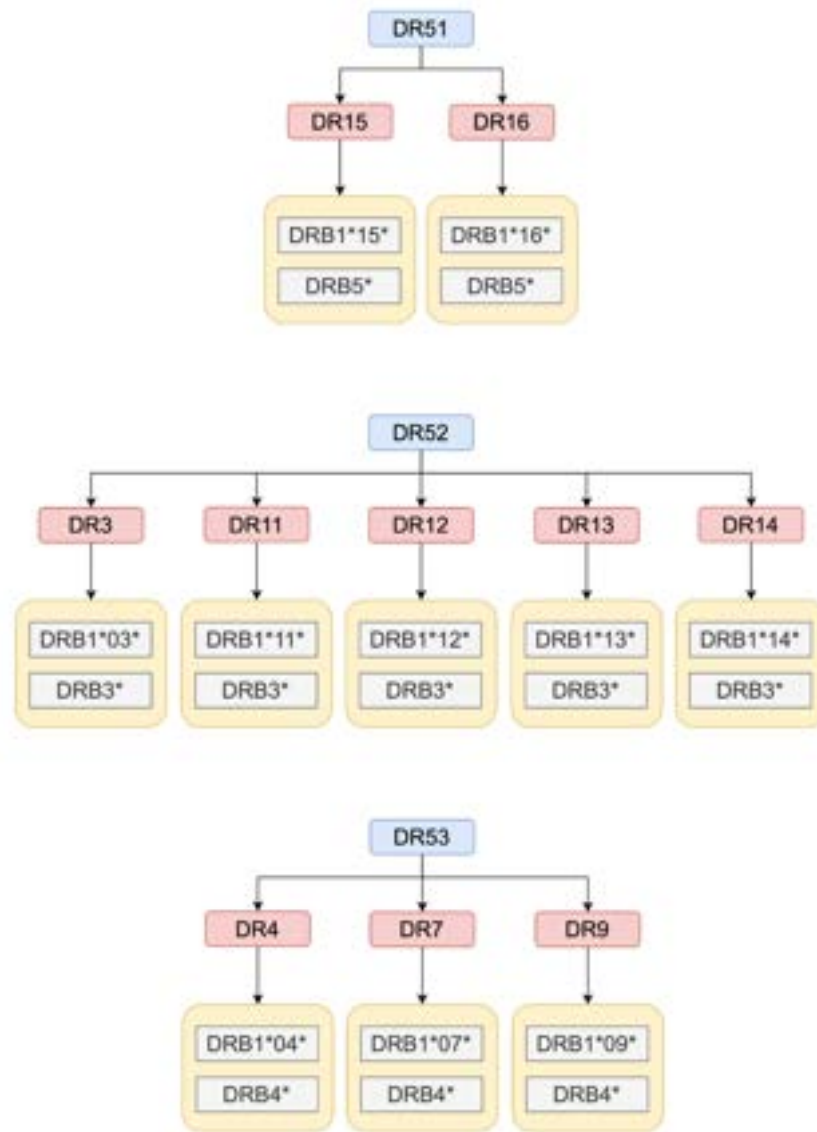 DR51
DR15 DR16
DRB1*15* DRB1*16*
DRB5* DRB5*
DR52
DR3 DR11 DR12 DR13 DR14
DRB1*03* DRB1*11* DRB1*12* DRB1*13* DRB1*14*
DRB3* DRB3* DRB3* DRB3* DRB3*
DR53
DR4 DR7 DR9
DRB1*04* DRB1*07* DRB1*09*
DRB4* DRB4* DRB4*